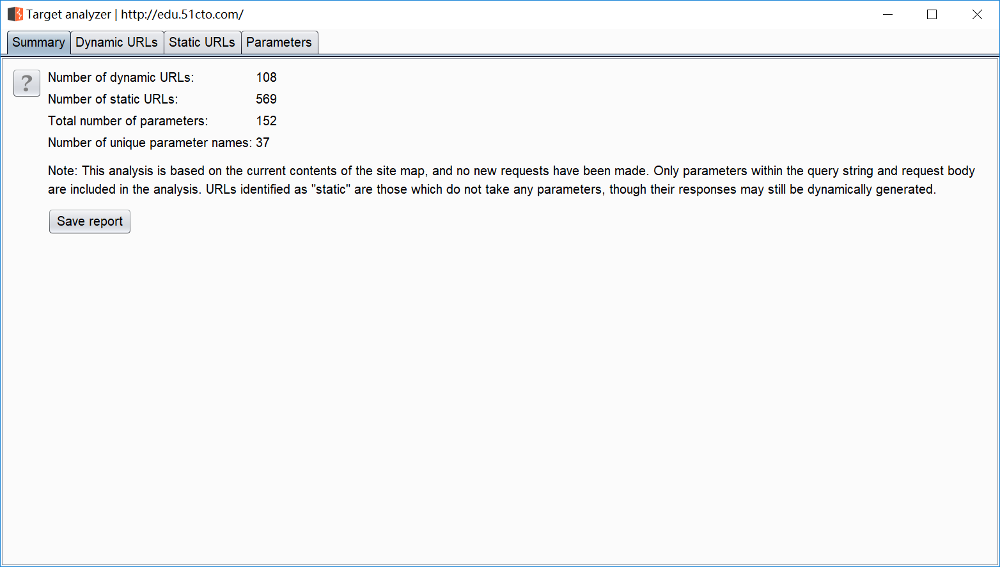 Target analyzer | http://edu.51cto.com/
Summary Dynamic URLs Static URLs Parameters
?
Number of dynamic URLs: 108
Number of static URLs: 569
Total number of parameters: 152
Number of unique parameter names: 37
Note: This analysis is based on the current contents of the site map, and no new requests have been made. Only parameters within the query string and request body
are included in the analysis. URLs identified as "static" are those which do not take any parameters, though their responses may still be dynamically generated.
Save report